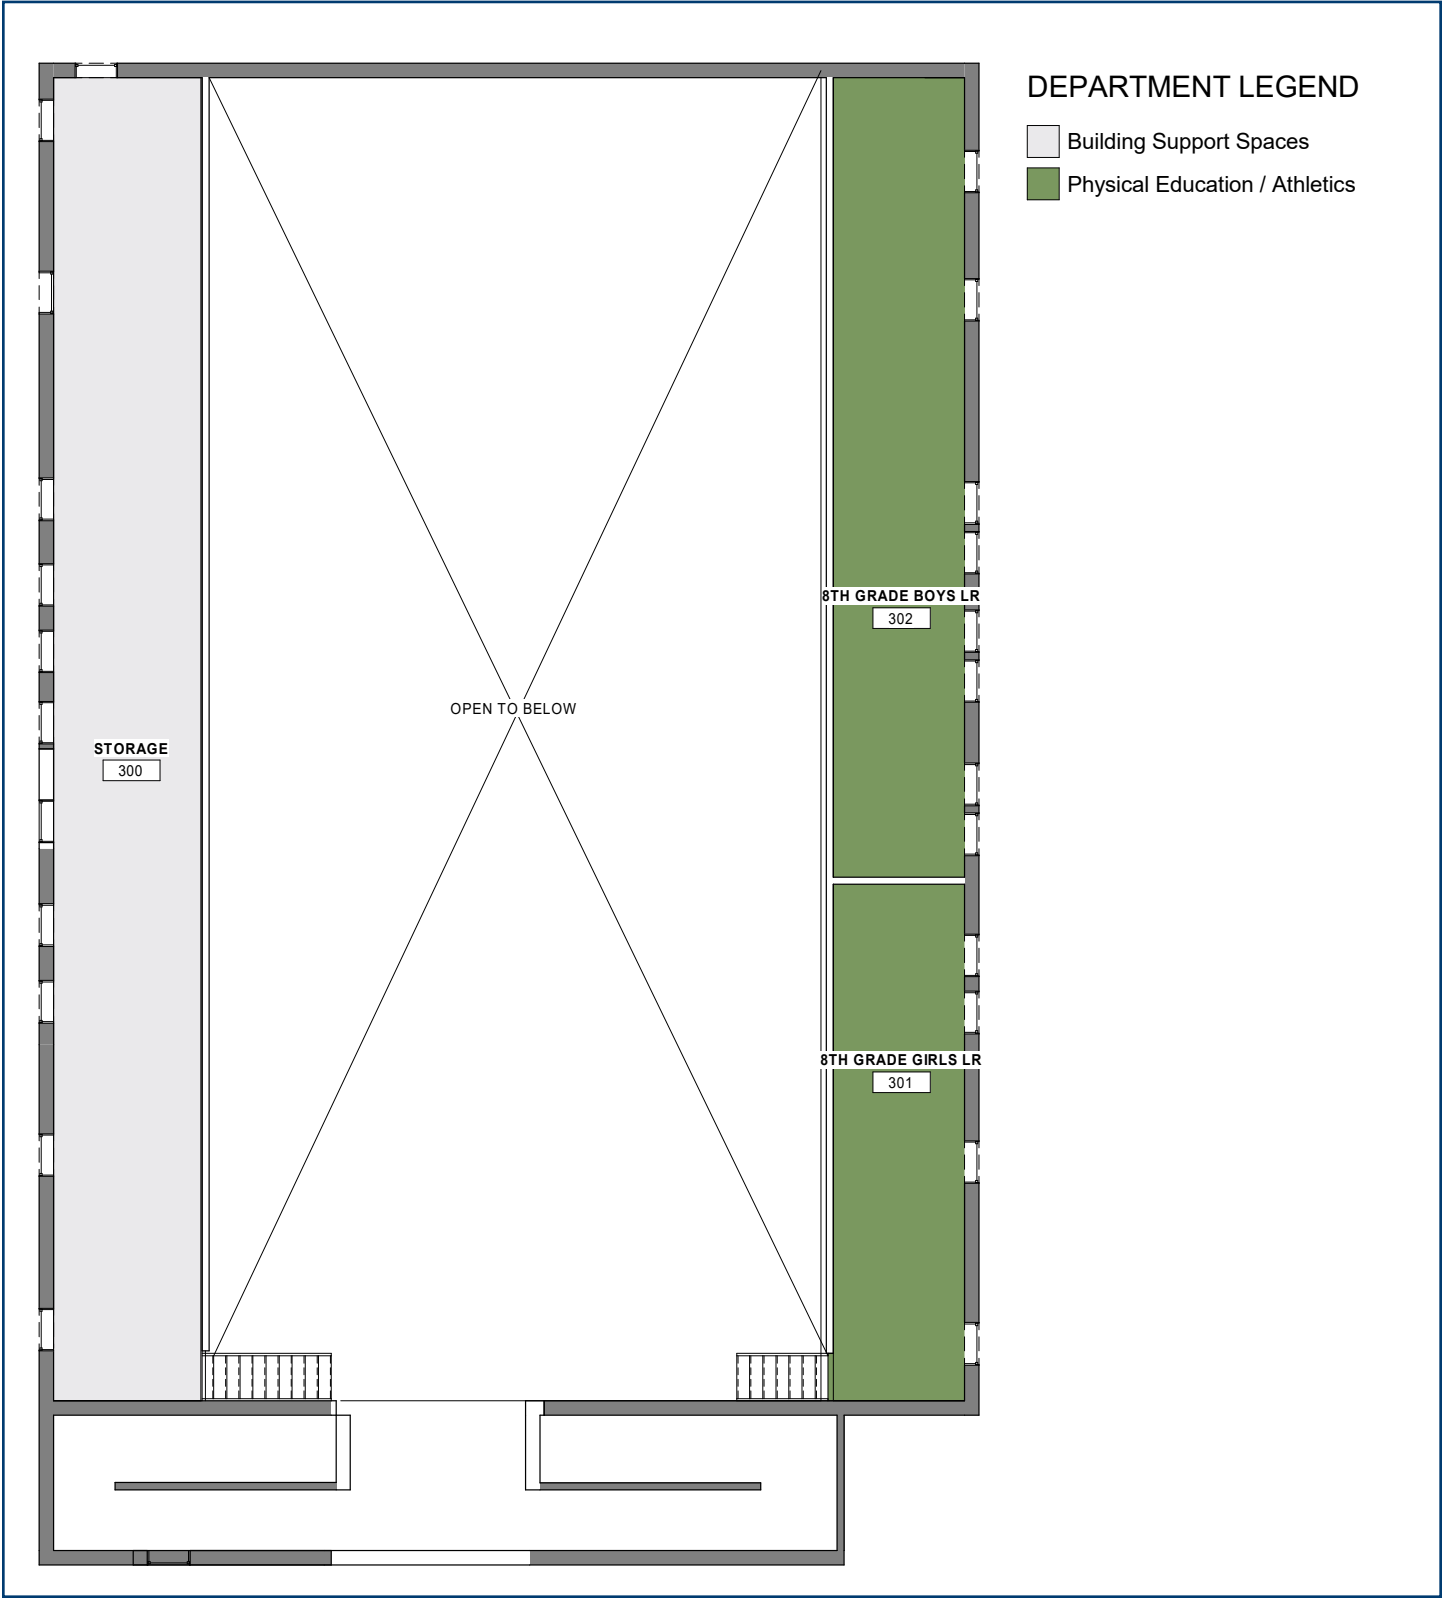 DEPARTMENT LEGEND
Building Support Spaces
Physical Education / Athletics
8TH GRADE BOYS LR
302
OPEN TO BELOW
STORAGE
300
8TH GRADE GIRLS LR
301